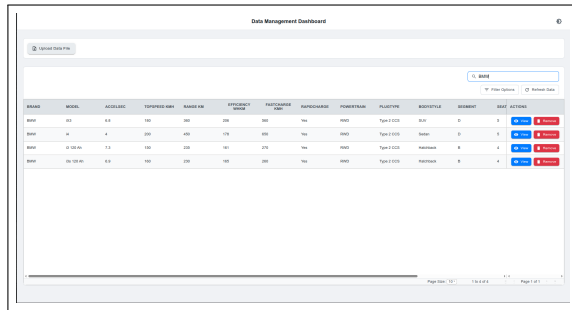 Data Management Dashboard
Upload Data File
BMW
Filter Options Refresh Data
BRAND MODEL ACCELSEC TOPSPEED KMH RANGE KM EFFICIENCY WHKM FASTCHARGE KMH RAPIDCHARGE POWERTRAIN PLUGTYPE BODYSTYLE SEGMENT SEAT ACTIONS
BMW iX3 6.8 180 360 206 560 Yes RWD Type 2 CCS SUV D 5 View Remove
BMW i4 4 200 450 178 650 Yes RWD Type 2 CCS Sedan D 5 View Remove
BMW i3 120 Ah 7.3 150 235 161 270 Yes RWD Type 2 CCS Hatchback B 4 View Remove
BMW i3s 120 Ah 6.9 160 230 165 260 Yes RWD Type 2 CCS Hatchback B 4 View Remove
Page Size 10 1 to 4 of 4 Page 1 of 1